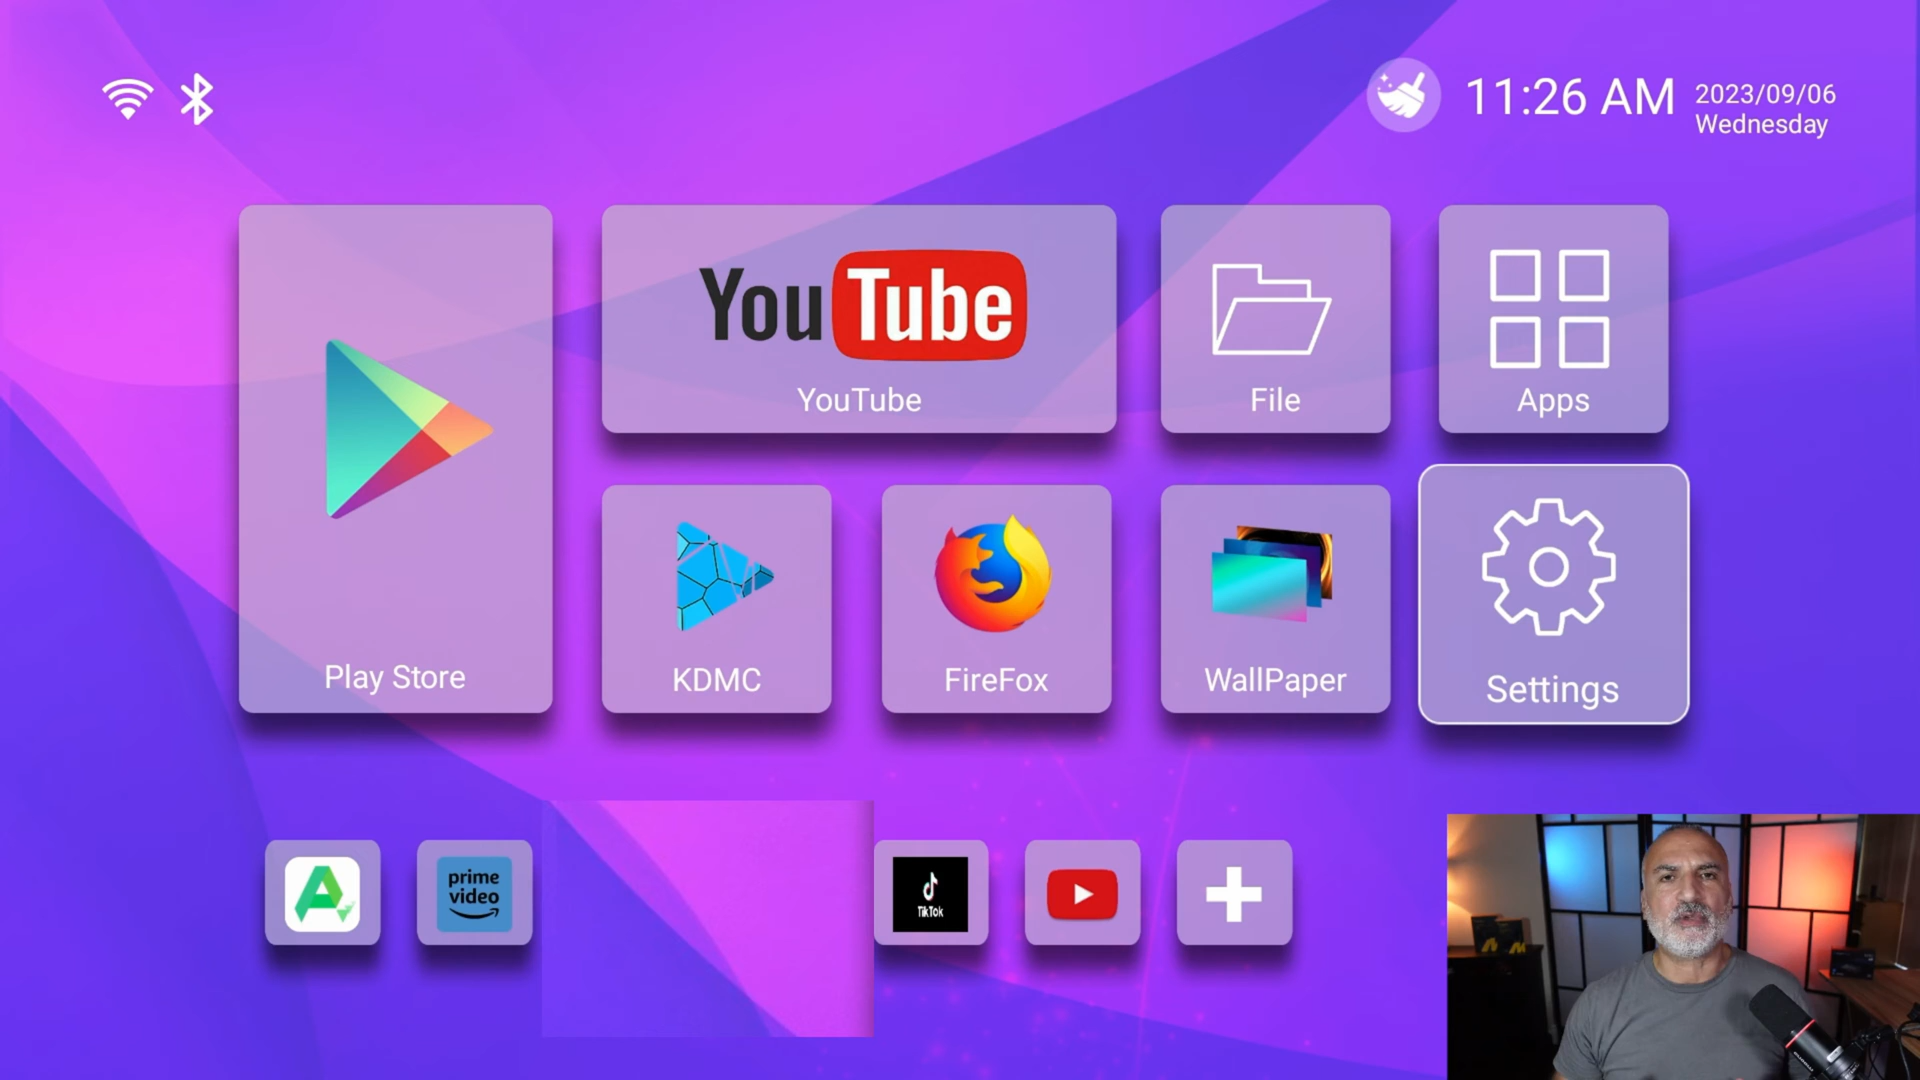 11:26 AM
2023/09/06
Wednesday
YouTube
YouTube
File
Apps
Play Store
KDMC
FireFox
WallPaper
Settings
prime video
TikTok